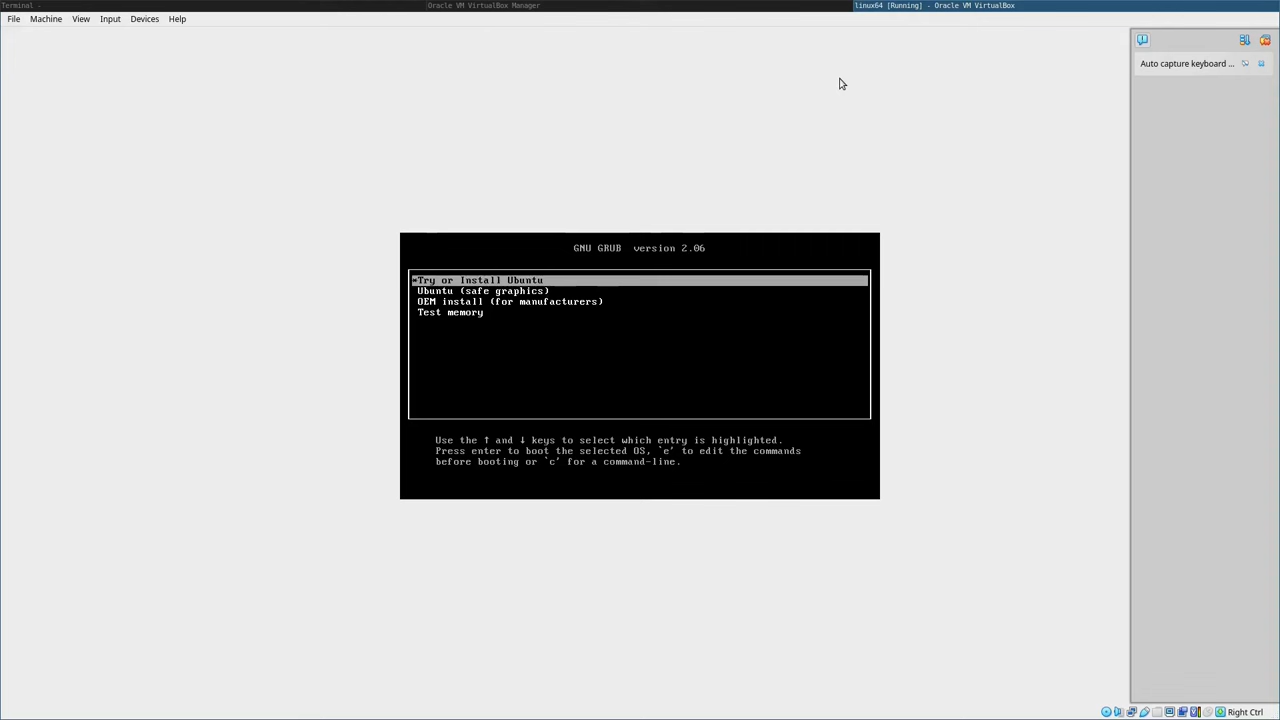 Terminal -
Oracle VM VirtualBox Manager
linux64 [Running] - Oracle VM VirtualBox
File Machine View Input Devices Help
Auto capture keyboard ...
GNU GRUB version 2.06
*Try or Install Ubuntu
Ubuntu (safe graphics)
OEM install (for manufacturers)
Test memory
Use the ↑ and ↓ keys to select which entry is highlighted.
Press enter to boot the selected OS, `e' to edit the commands
before booting or `c' for a command-line.
Right Ctrl